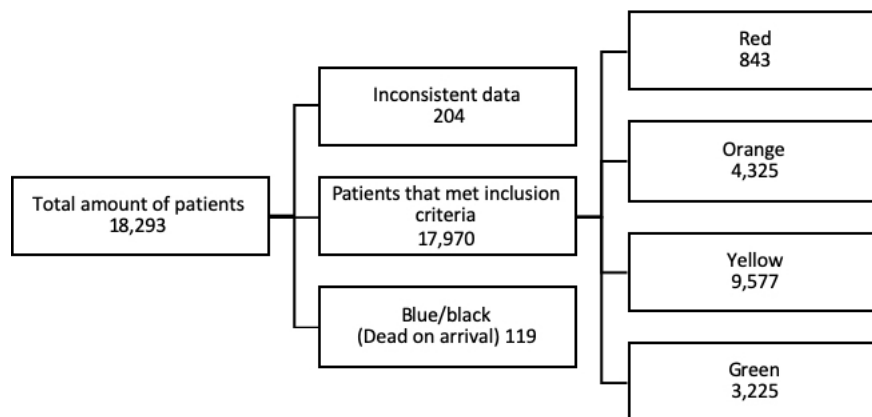 Total amount of patients
18,293
Inconsistent data
204
Patients that met inclusion
criteria
17,970
Blue/black
(Dead on arrival) 119
Red
843
Orange
4,325
Yellow
9,577
Green
3,225